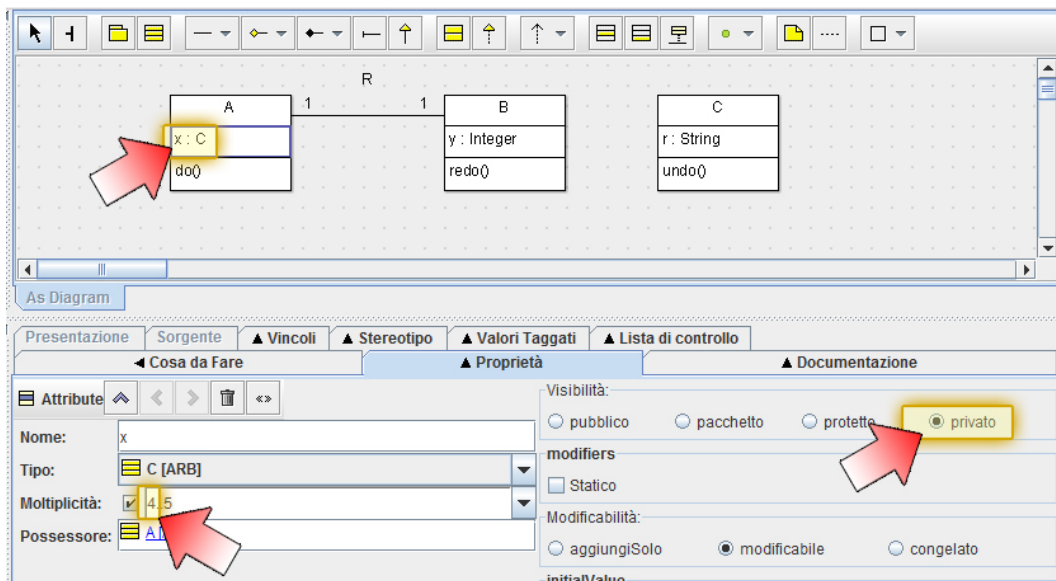 R
A
1
1
B
C
x : C
y : Integer
r : String
do()
redo()
undo()
As Diagram
Presentazione
Sorgente
Vincoli
Stereotipo
Valori Taggati
Lista di controllo
Cosa da Fare
Proprietà
Documentazione
Attribute
Nome:
x
Tipo:
C [ARB]
Moltiplicità:
Possessore:
A
Visibilità:
pubblico
pacchetto
protetto
privato
modifiers
Statico
Modificabilità:
aggiungiSolo
modificabile
congelato
initialValue